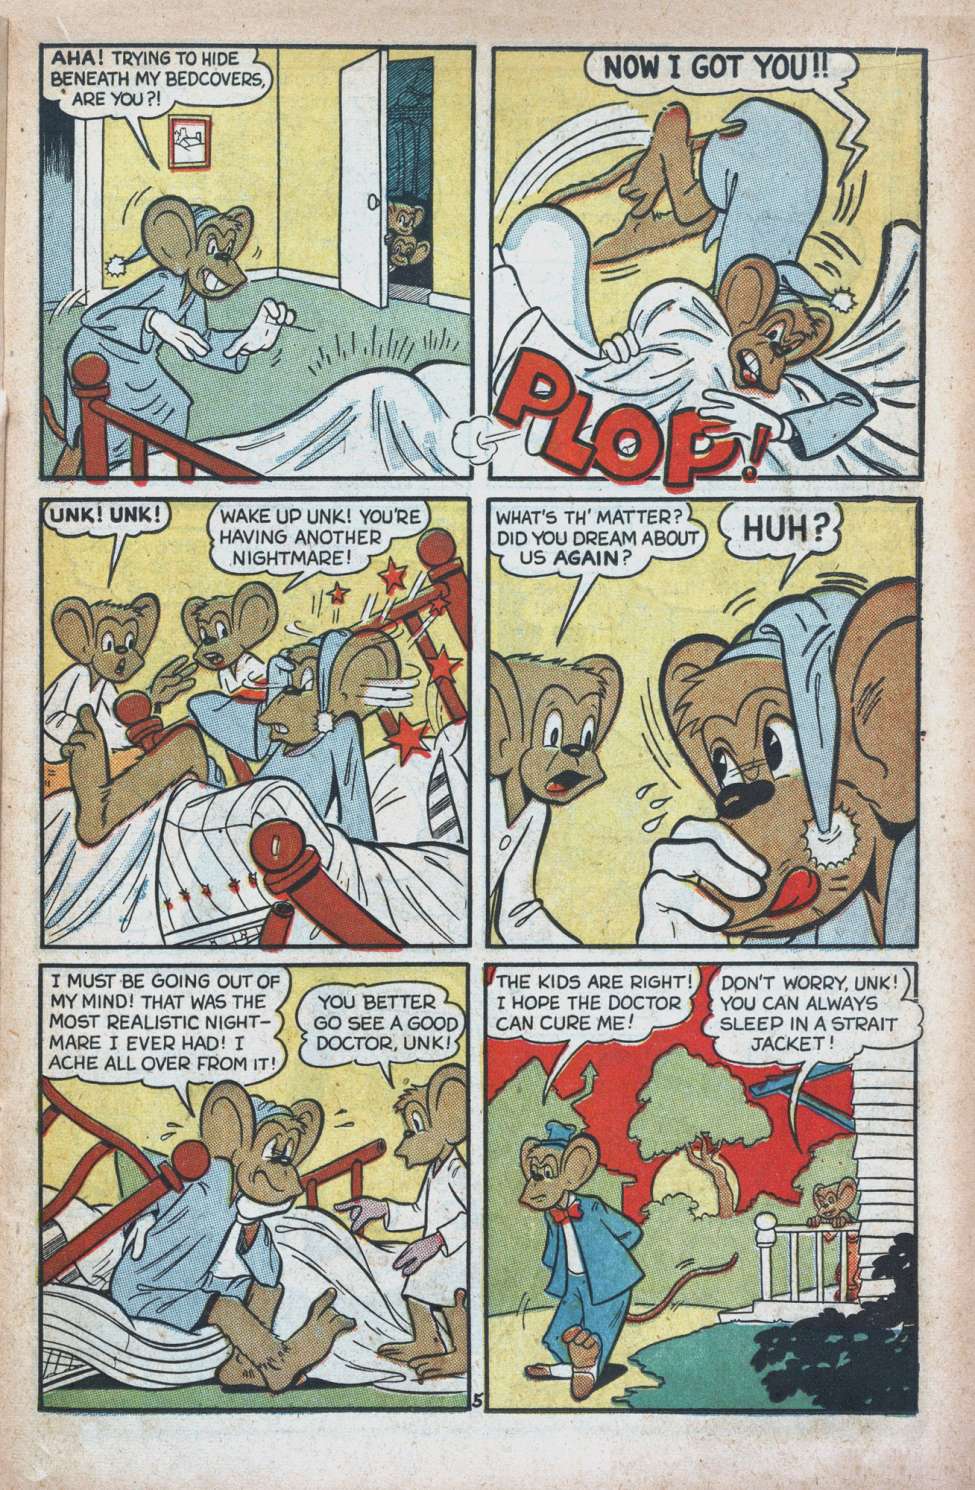 AHA! TRYING TO HIDE
BENEATH MY BEDCOVERS,
ARE YOU?!
NOW I GOT YOU!!
PLOP!
UNK! UNK!
WAKE UP UNK! YOU'RE
HAVING ANOTHER
NIGHTMARE!
WHAT'S TH' MATTER?
DID YOU DREAM ABOUT
US AGAIN?
HUH?
I MUST BE GOING OUT OF
MY MIND! THAT WAS THE
MOST REALISTIC NIGHT-
MARE I EVER HAD! I
ACHE ALL OVER FROM IT!
YOU BETTER
GO SEE A GOOD
DOCTOR, UNK!
5
THE KIDS ARE RIGHT!
I HOPE THE DOCTOR
CAN CURE ME!
DON'T WORRY, UNK!
YOU CAN ALWAYS
SLEEP IN A STRAIT
JACKET!